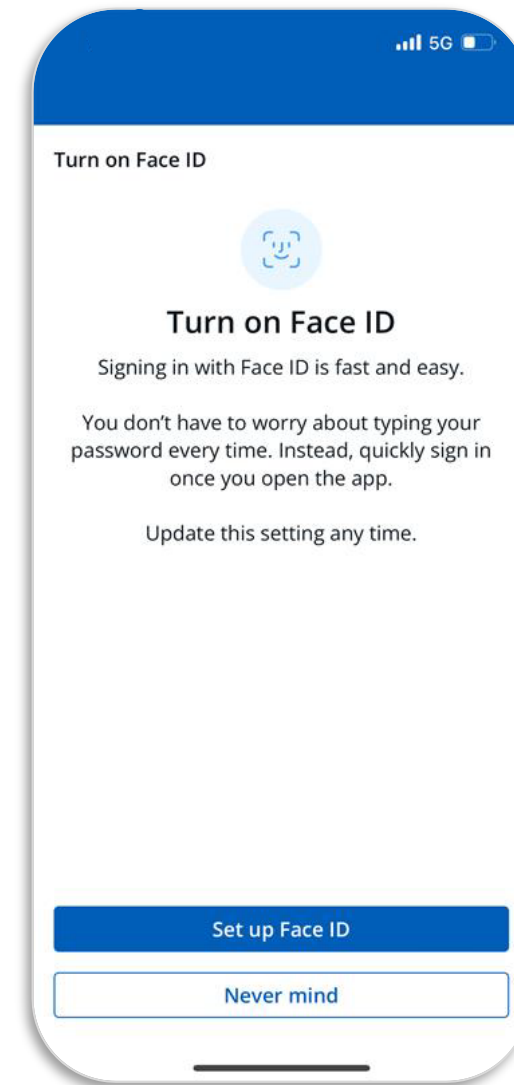 5G
Turn on Face ID
Turn on Face ID
Signing in with Face ID is fast and easy.
You don’t have to worry about typing your
password every time. Instead, quickly sign in
once you open the app.
Update this setting any time.
Set up Face ID
Never mind